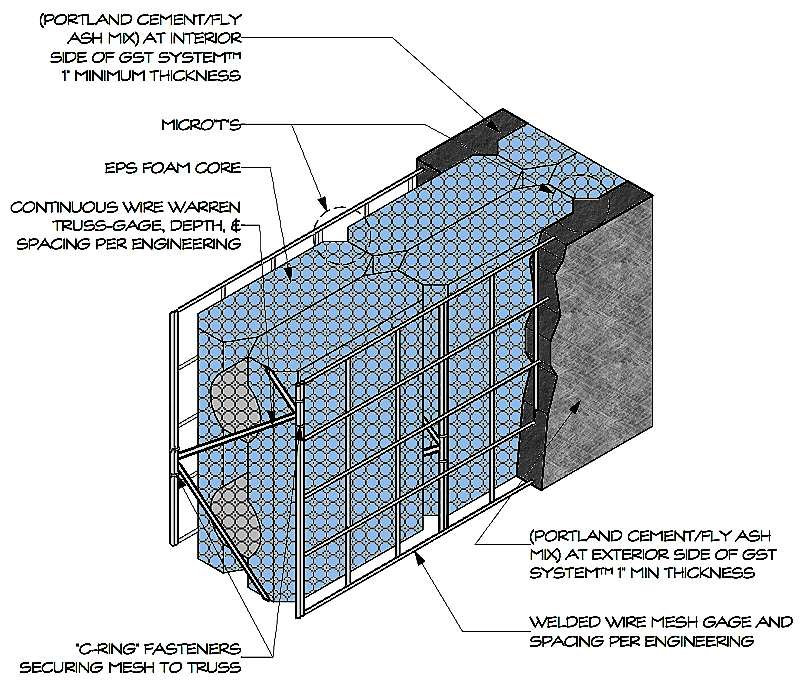 (PORTLAND CEMENT/FLY
ASH MIX) AT INTERIOR
SIDE OF GST SYSTEM™
1" MINIMUM THICKNESS
MICRO'T'S
EPS FOAM CORE
CONTINUOUS WIRE WARREN
TRUSS-GAGE, DEPTH, &
SPACING PER ENGINEERING
(PORTLAND CEMENT/FLY ASH
MIX) AT EXTERIOR SIDE OF GST
SYSTEM™ 1" MIN THICKNESS
WELDED WIRE MESH GAGE AND
SPACING PER ENGINEERING
"C-RING" FASTENERS
SECURING MESH TO TRUSS